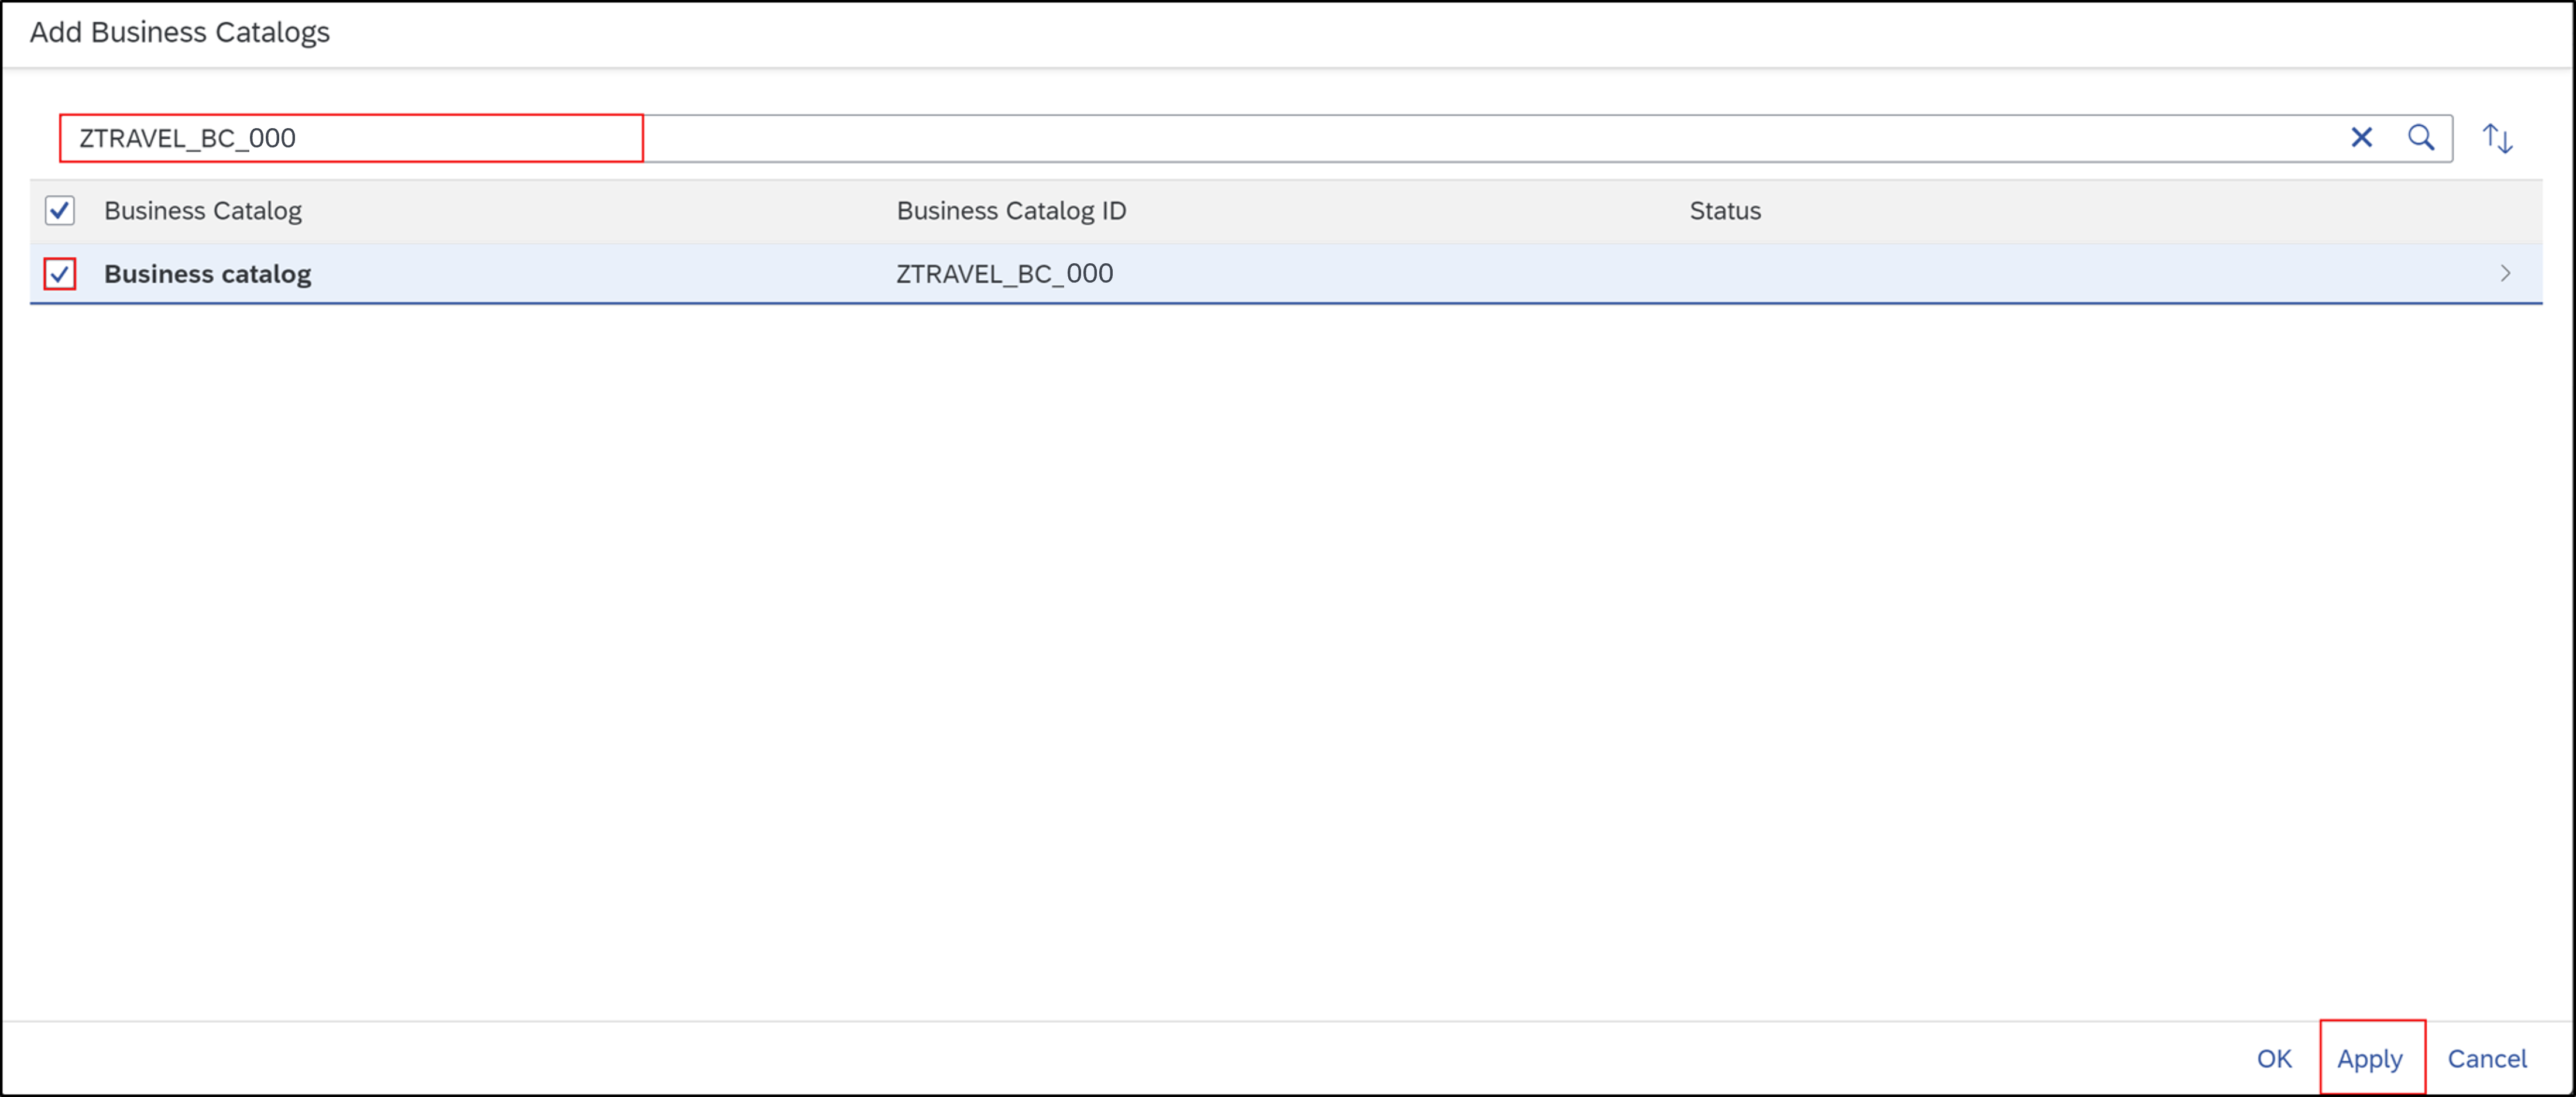 Add Business Catalogs
ZTRAVEL_BC_000
Business Catalog Business Catalog ID Status
Business catalog ZTRAVEL_BC_000
OK Apply Cancel